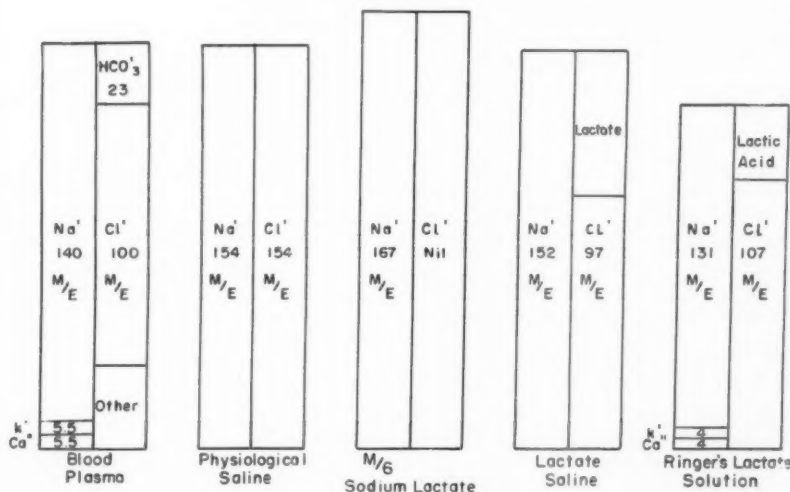 HCO'3
23
Na'
140
M/E
Cl'
100
M/E
Other
K'
5.5
Ca"
5.5
Blood
Plasma
Na'
154
M/E
Cl'
154
M/E
Physiological
Saline
Na'
167
M/E
Cl'
Nil
M/6
Sodium Lactate
Lactate
Na'
152
M/E
Cl'
97
M/E
Lactate
Saline
Lactic
Acid
Na'
131
M/E
Cl'
107
M/E
K'
4
Ca"
4
Ringer's Lactate
Solution